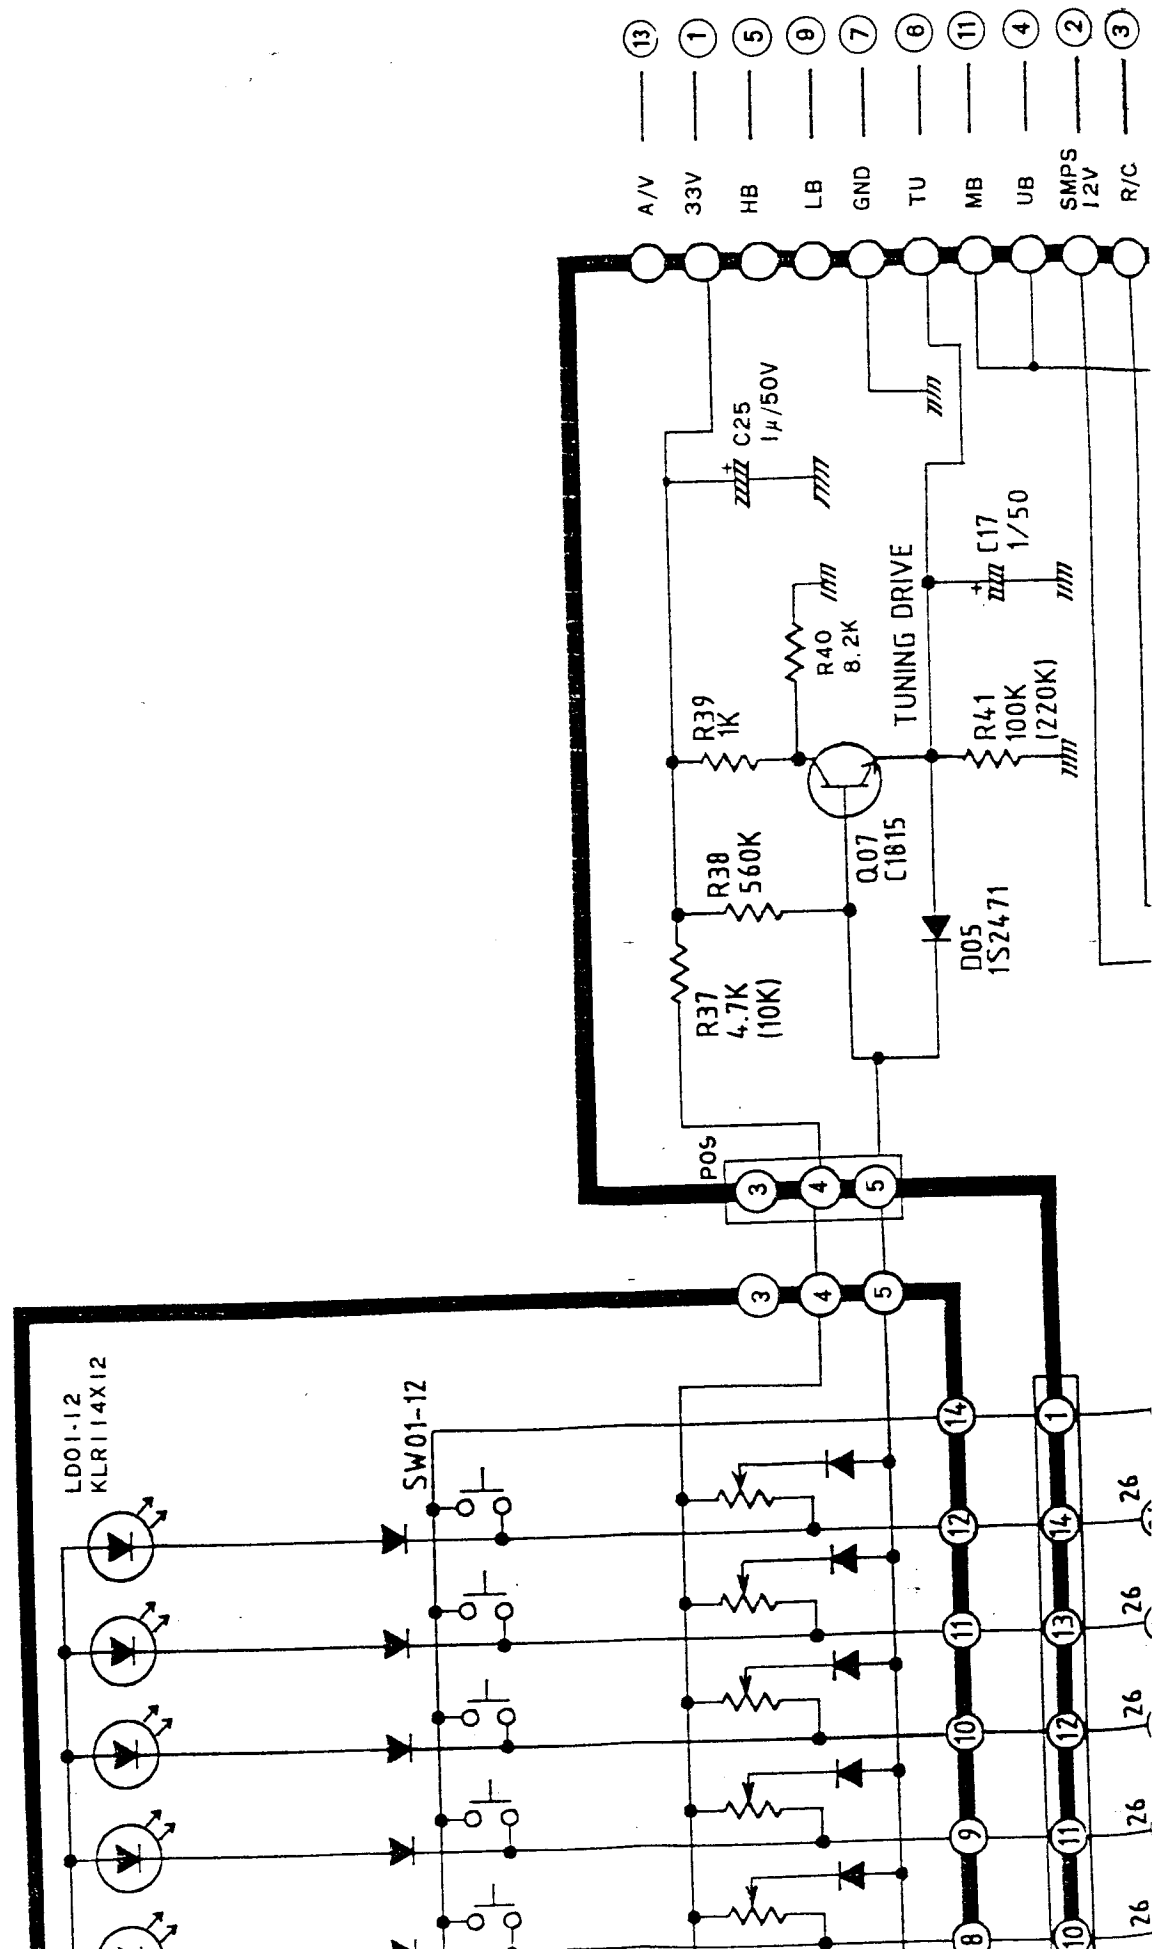 13
1
5
9
7
6
11
4
2
3
A/V
33V
HB
LB
GND
TU
MB
UB
SMPS
12V
R/C
+
C25
1µ/50V
+
C17
1/50
TUNING DRIVE
R40
8.2K
R39
1K
R41
100K
(220K)
Q07
C1815
R38
560K
D05
1S2471
R37
4.7K
(10K)
P05
3
4
5
3
4
5
LD01-12
KLR114X12
SW01-12
14
1
12
14
26
11
13
26
10
12
26
9
11
26
8
10
26